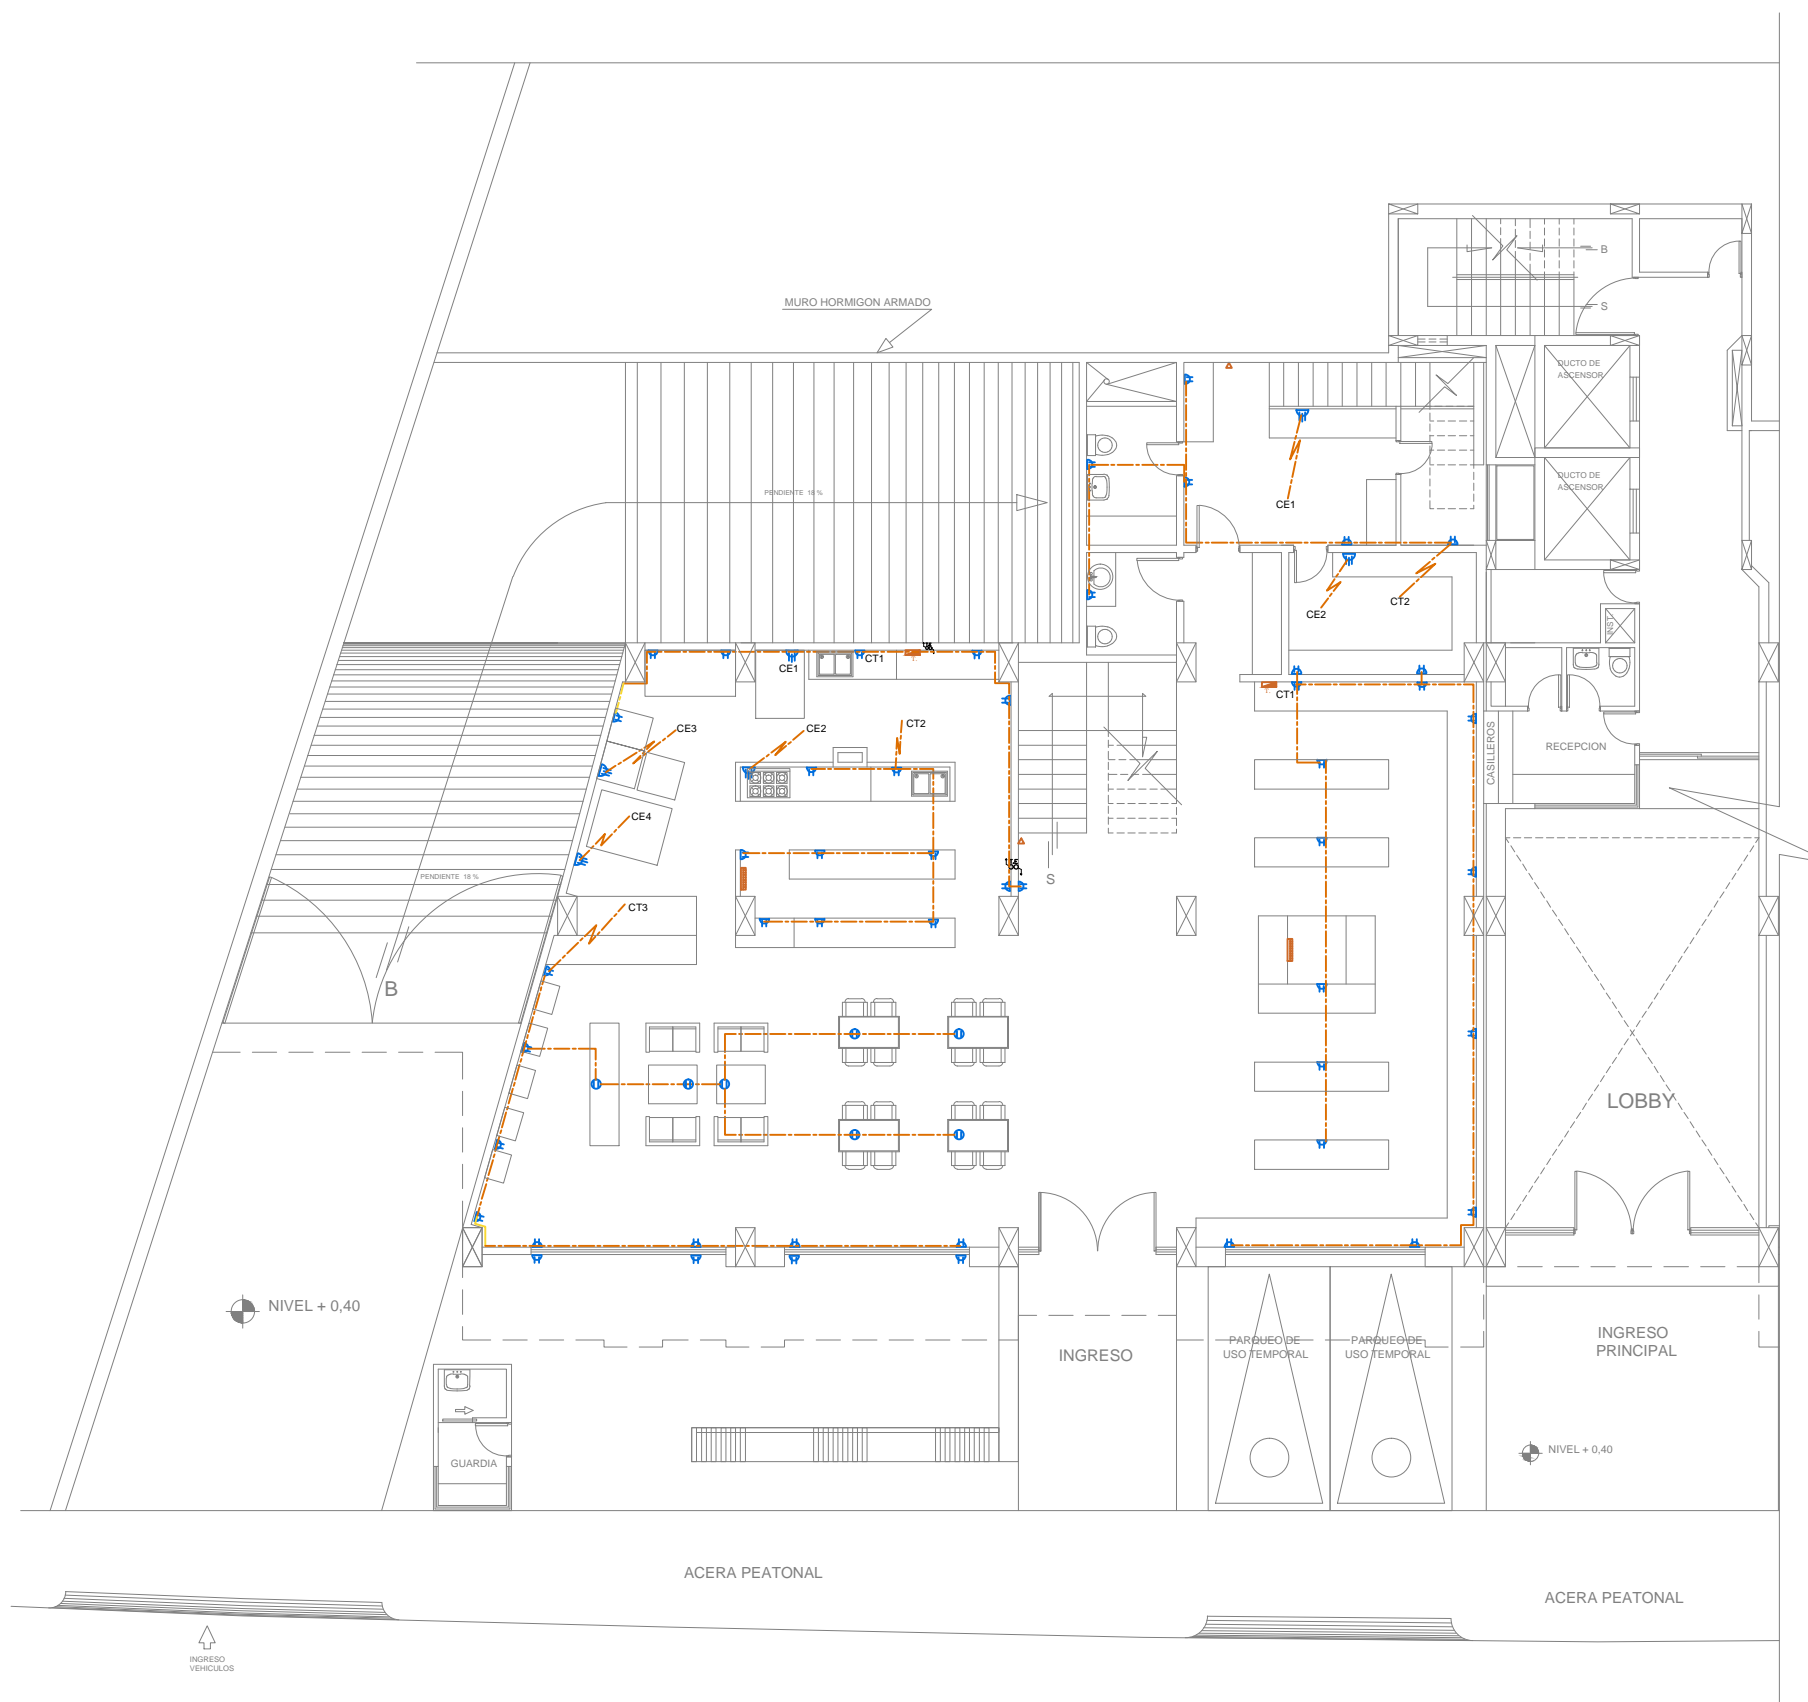 B
S
MURO HORMIGON ARMADO
DUCTO DE
ASCENSOR
PENDIENTE 18 %
CE1
DUCTO DE
ASCENSOR
CE2
CT2
INST.
CE1
CT1
CT1
CE3
CE2
CT2
CASILLEROS
RECEPCION
CE4
PENDIENTE 18 %
S
CT3
B
LOBBY
NIVEL + 0,40
INGRESO
PARQUEO DE
USO TEMPORAL
PARQUEO DE
USO TEMPORAL
INGRESO
PRINCIPAL
GUARDIA
NIVEL + 0,40
ACERA PEATONAL
ACERA PEATONAL
INGRESO
VEHICULOS